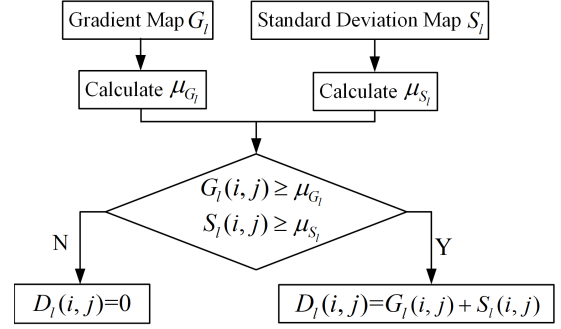 Gradient Map G_l
Standard Deviation Map S_l
Calculate μ_{G_l}
Calculate μ_{S_l}
G_l(i, j) ≥ μ_{G_l}
S_l(i, j) ≥ μ_{S_l}
N
Y
D_l(i, j)=0
D_l(i, j)=G_l(i, j)+S_l(i, j)